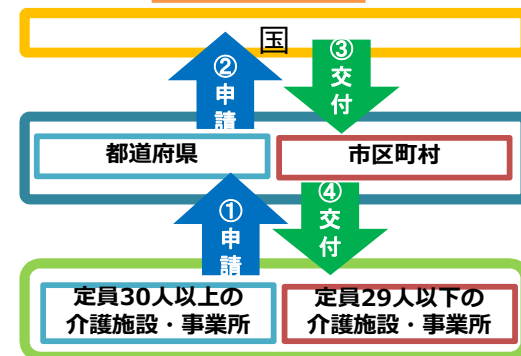 国
②
申
請
③
交
付
都道府県
市区町村
①
申
請
④
交
付
定員30人以上の
介護施設・事業所
定員29人以下の
介護施設・事業所